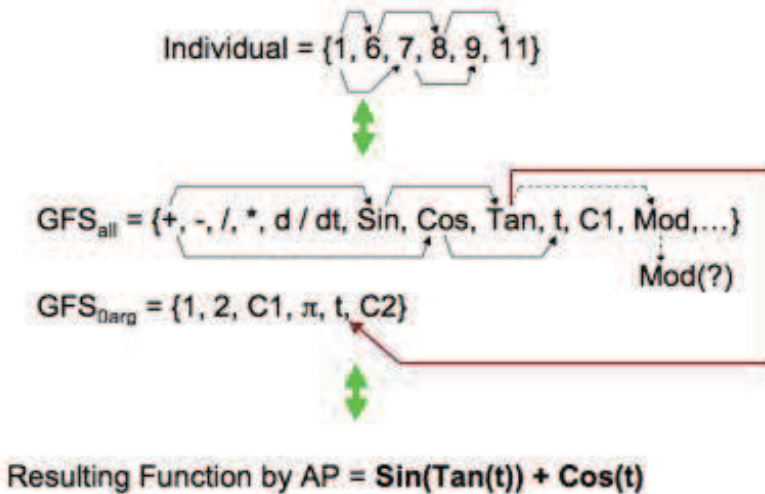 Individual = {1, 6, 7, 8, 9, 11}
GFS_all = {+, -, /, *, d / dt, Sin, Cos, Tan, t, C1, Mod,...}
Mod(?)
GFS_0arg = {1, 2, C1, π, t, C2}
Resulting Function by AP = Sin(Tan(t)) + Cos(t)